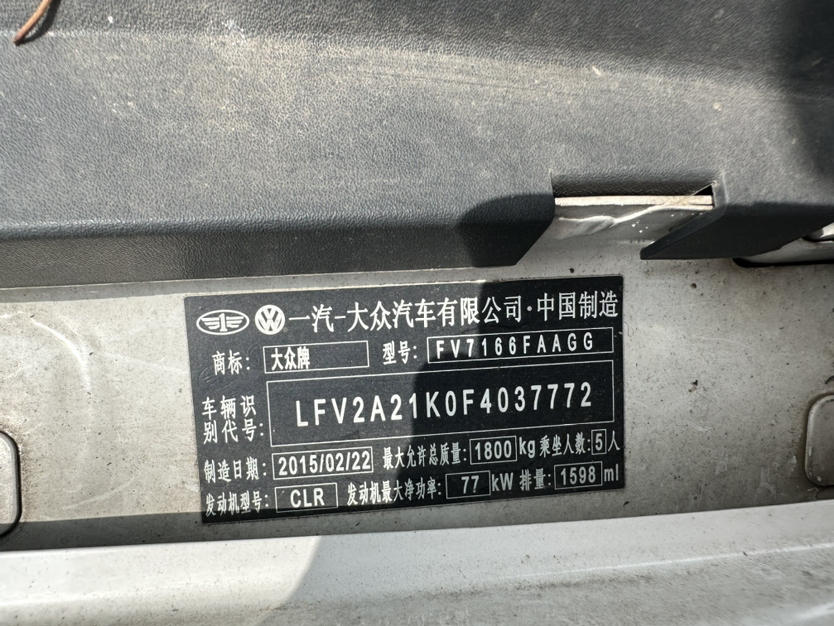 一汽-大众汽车有限公司·中国制造
商标: 大众牌 型号: FV7166FAAGG
车辆识别代号: LFV2A21K0F4037772
制造日期: 2015/02/22 最大允许总质量: 1800 kg 乘坐人数: 5 人
发动机型号: CLR 发动机最大净功率: 77 kW 排量: 1598 ml